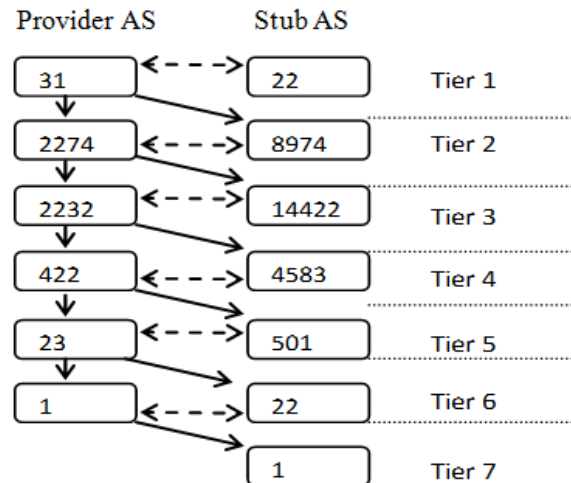 Provider AS Stub AS
31 22 Tier 1
2274 8974 Tier 2
2232 14422 Tier 3
422 4583 Tier 4
23 501 Tier 5
1 22 Tier 6
1 Tier 7